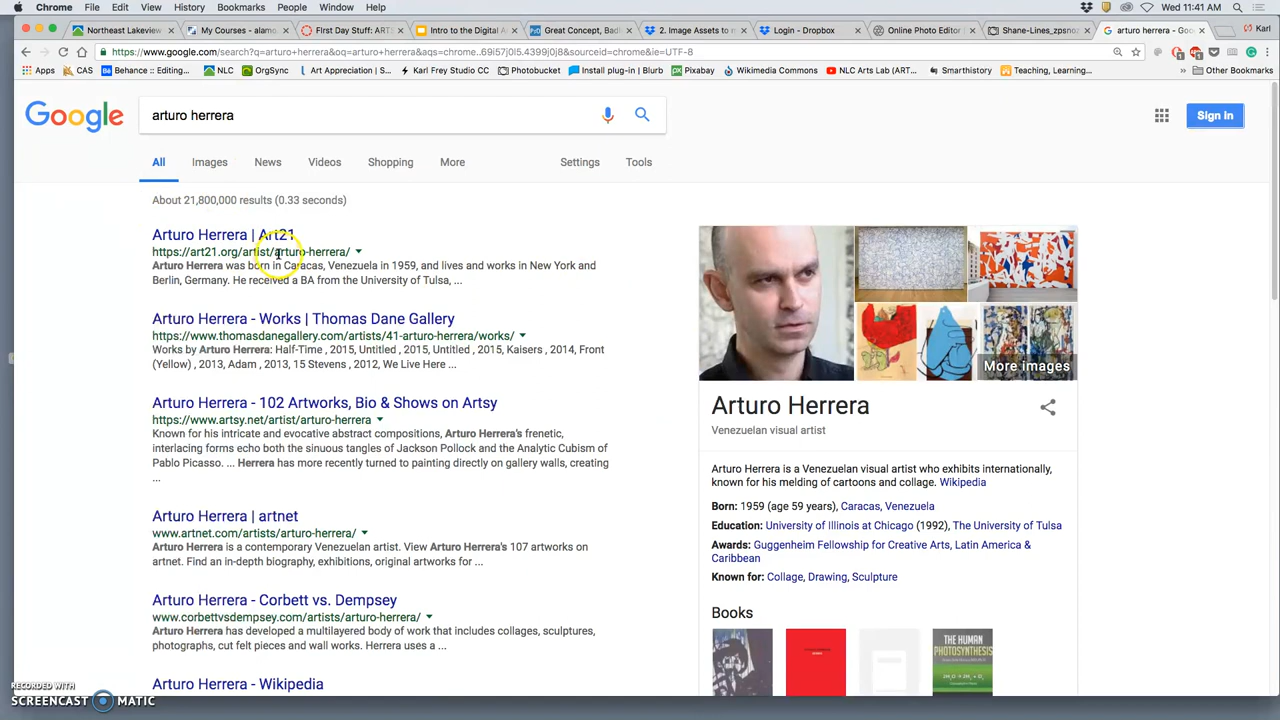 Chrome File Edit View History Bookmarks People Window Help Wed 11:41 AM
Northeast Lakeview My Courses - alamo. FIrst Day Stuff: ARTS Intro to the Digital A Great Concept, Badl 2. Image Assets to r Login - Dropbox Online Photo Editor Shane-Lines_zpsnoz arturo herrera - Goo Karl
https://www.google.com/search?q=arturo+herrera&oq=arturo+herrera&aqs=chrome..69i57j0l5.4399j0j8&sourceid=chrome&ie=UTF-8
Apps CAS Behance :: Editing... NLC OrgSync Art Appreciation | S... Karl Frey Studio CC Photobucket Install plug-in | Blurb Pixabay Wikimedia Commons NLC Arts Lab (ART... Smarthistory Teaching, Learning... Other Bookmarks
Google arturo herrera Sign in
All Images News Videos Shopping More Settings Tools
About 21,800,000 results (0.33 seconds)
Arturo Herrera | Art21
https://art21.org/artist/arturo-herrera/
Arturo Herrera was born in Caracas, Venezuela in 1959, and lives and works in New York and
Berlin, Germany. He received a BA from the University of Tulsa, ...
Arturo Herrera - Works | Thomas Dane Gallery
https://www.thomasdanegallery.com/artists/41-arturo-herrera/works/
Works by Arturo Herrera: Half-Time , 2015, Untitled , 2015, Untitled , 2015, Kaisers , 2014, Front
(Yellow) , 2013, Adam , 2013, 15 Stevens , 2012, We Live Here ...
Arturo Herrera - 102 Artworks, Bio & Shows on Artsy
https://www.artsy.net/artist/arturo-herrera
Known for his intricate and evocative abstract compositions, Arturo Herrera's frenetic,
interlacing forms echo both the sinuous tangles of Jackson Pollock and the Analytic Cubism of
Pablo Picasso. ... Herrera has more recently turned to painting directly on gallery walls, creating
...
Arturo Herrera | artnet
www.artnet.com/artists/arturo-herrera/
Arturo Herrera is a contemporary Venezuelan artist. View Arturo Herrera's 107 artworks on
artnet. Find an in-depth biography, exhibitions, original artworks for ...
Arturo Herrera - Corbett vs. Dempsey
www.corbettvsdempsey.com/artists/arturo-herrera/
Arturo Herrera has developed a multilayered body of work that includes collages, sculptures,
photographs, cut felt pieces and wall works. Herrera uses a ...
Arturo Herrera - Wikipedia
More images
Arturo Herrera
Venezuelan visual artist
Arturo Herrera is a Venezuelan visual artist who exhibits internationally,
known for his melding of cartoons and collage. Wikipedia
Born: 1959 (age 59 years), Caracas, Venezuela
Education: University of Illinois at Chicago (1992), The University of Tulsa
Awards: Guggenheim Fellowship for Creative Arts, Latin America &
Caribbean
Known for: Collage, Drawing, Sculpture
Books
THE HUMAN
PHOTOSYNTHESIS
RECORDED WITH
SCREENCAST MATIC